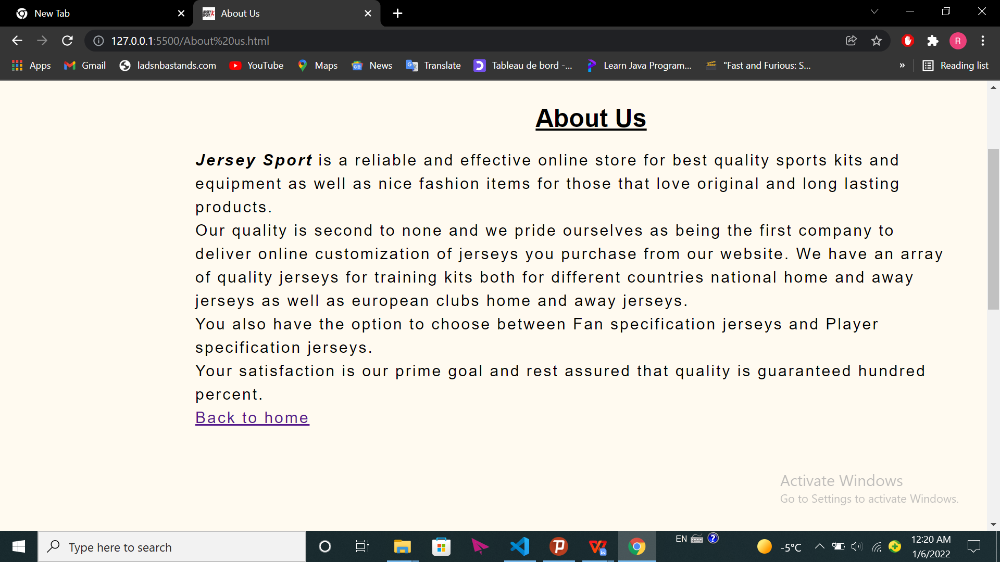 New Tab
About Us
127.0.0.1:5500/About%20us.html
R
Apps
Gmail
ladsnbastands.com
YouTube
Maps
News
Translate
Tableau de bord -...
Learn Java Program...
"Fast and Furious: S...
»
Reading list
About Us
Jersey Sport is a reliable and effective online store for best quality sports kits and
equipment as well as nice fashion items for those that love original and long lasting
products.
Our quality is second to none and we pride ourselves as being the first company to
deliver online customization of jerseys you purchase from our website. We have an array
of quality jerseys for training kits both for different countries national home and away
jerseys as well as european clubs home and away jerseys.
You also have the option to choose between Fan specification jerseys and Player
specification jerseys.
Your satisfaction is our prime goal and rest assured that quality is guaranteed hundred
percent.
Back to home
Activate Windows
Go to Settings to activate Windows.
Type here to search
EN
-5°C
12:20 AM
1/6/2022